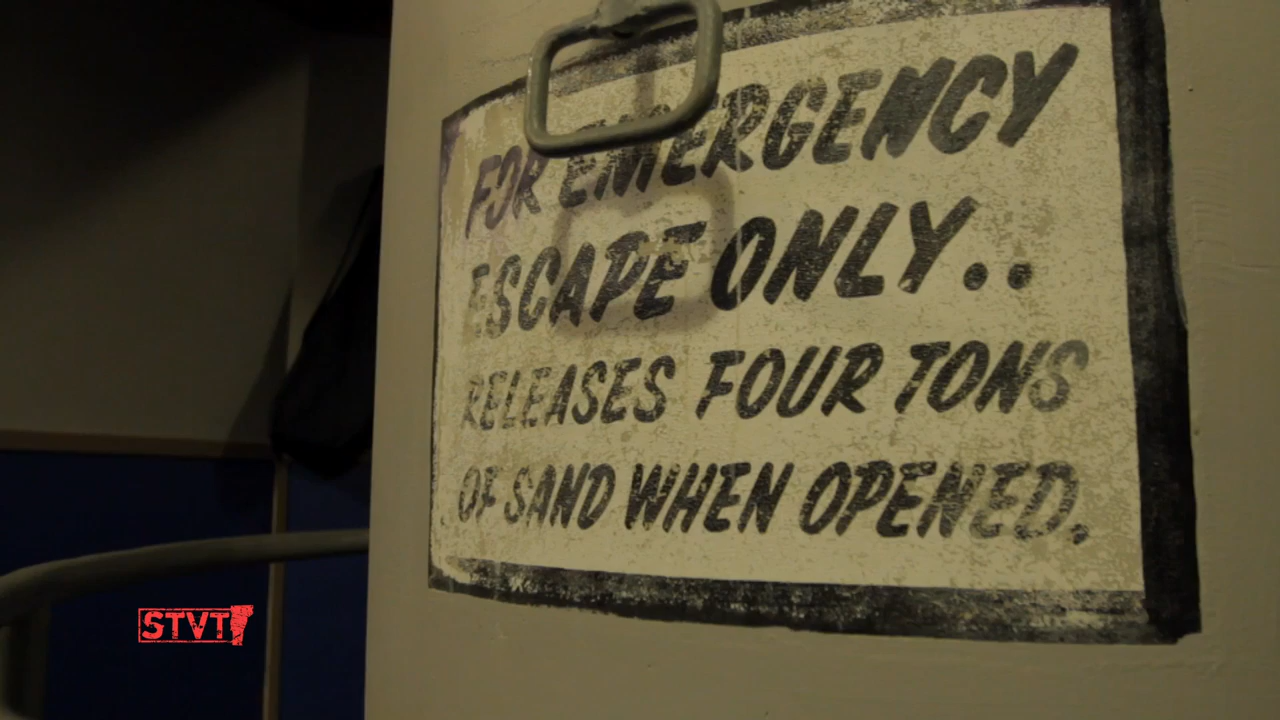 FOR EMERGENCY
ESCAPE ONLY..
RELEASES FOUR TONS
OF SAND WHEN OPENED.
STVT